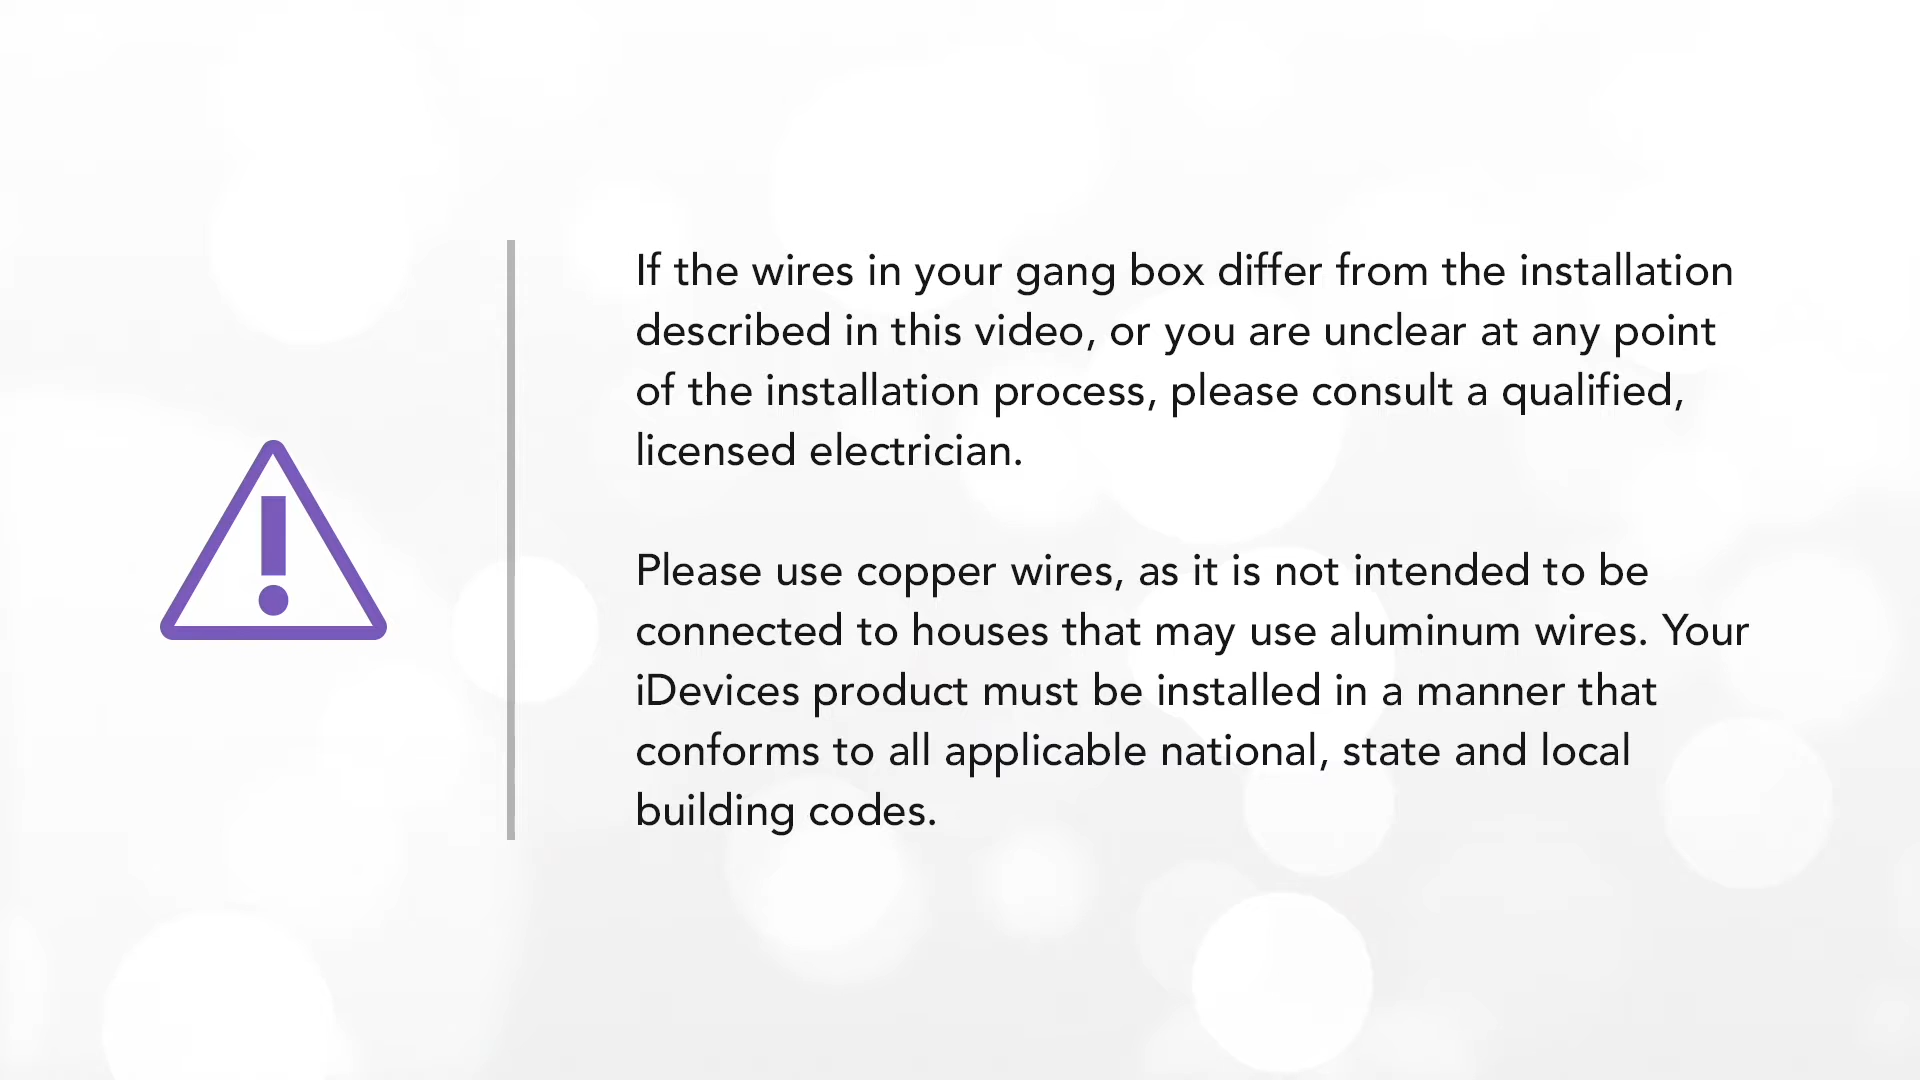 If the wires in your gang box differ from the installation
described in this video, or you are unclear at any point
of the installation process, please consult a qualified,
licensed electrician.
Please use copper wires, as it is not intended to be
connected to houses that may use aluminum wires. Your
iDevices product must be installed in a manner that
conforms to all applicable national, state and local
building codes.